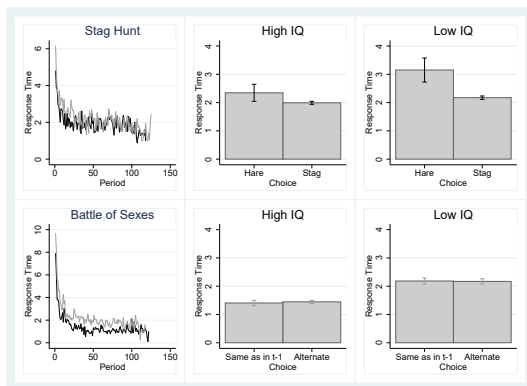 Stag Hunt
Response Time
6
4
2
0
0 50 100 150
Period
High IQ
Response Time
4
3
2
1
0
Hare Stag
Choice
Low IQ
Response Time
4
3
2
1
0
Hare Stag
Choice
Battle of Sexes
Response Time
10
8
6
4
2
0
0 50 100 150
Period
High IQ
Response Time
4
3
2
1
0
Same as in t-1 Alternate
Choice
Low IQ
Response Time
4
3
2
1
0
Same as in t-1 Alternate
Choice